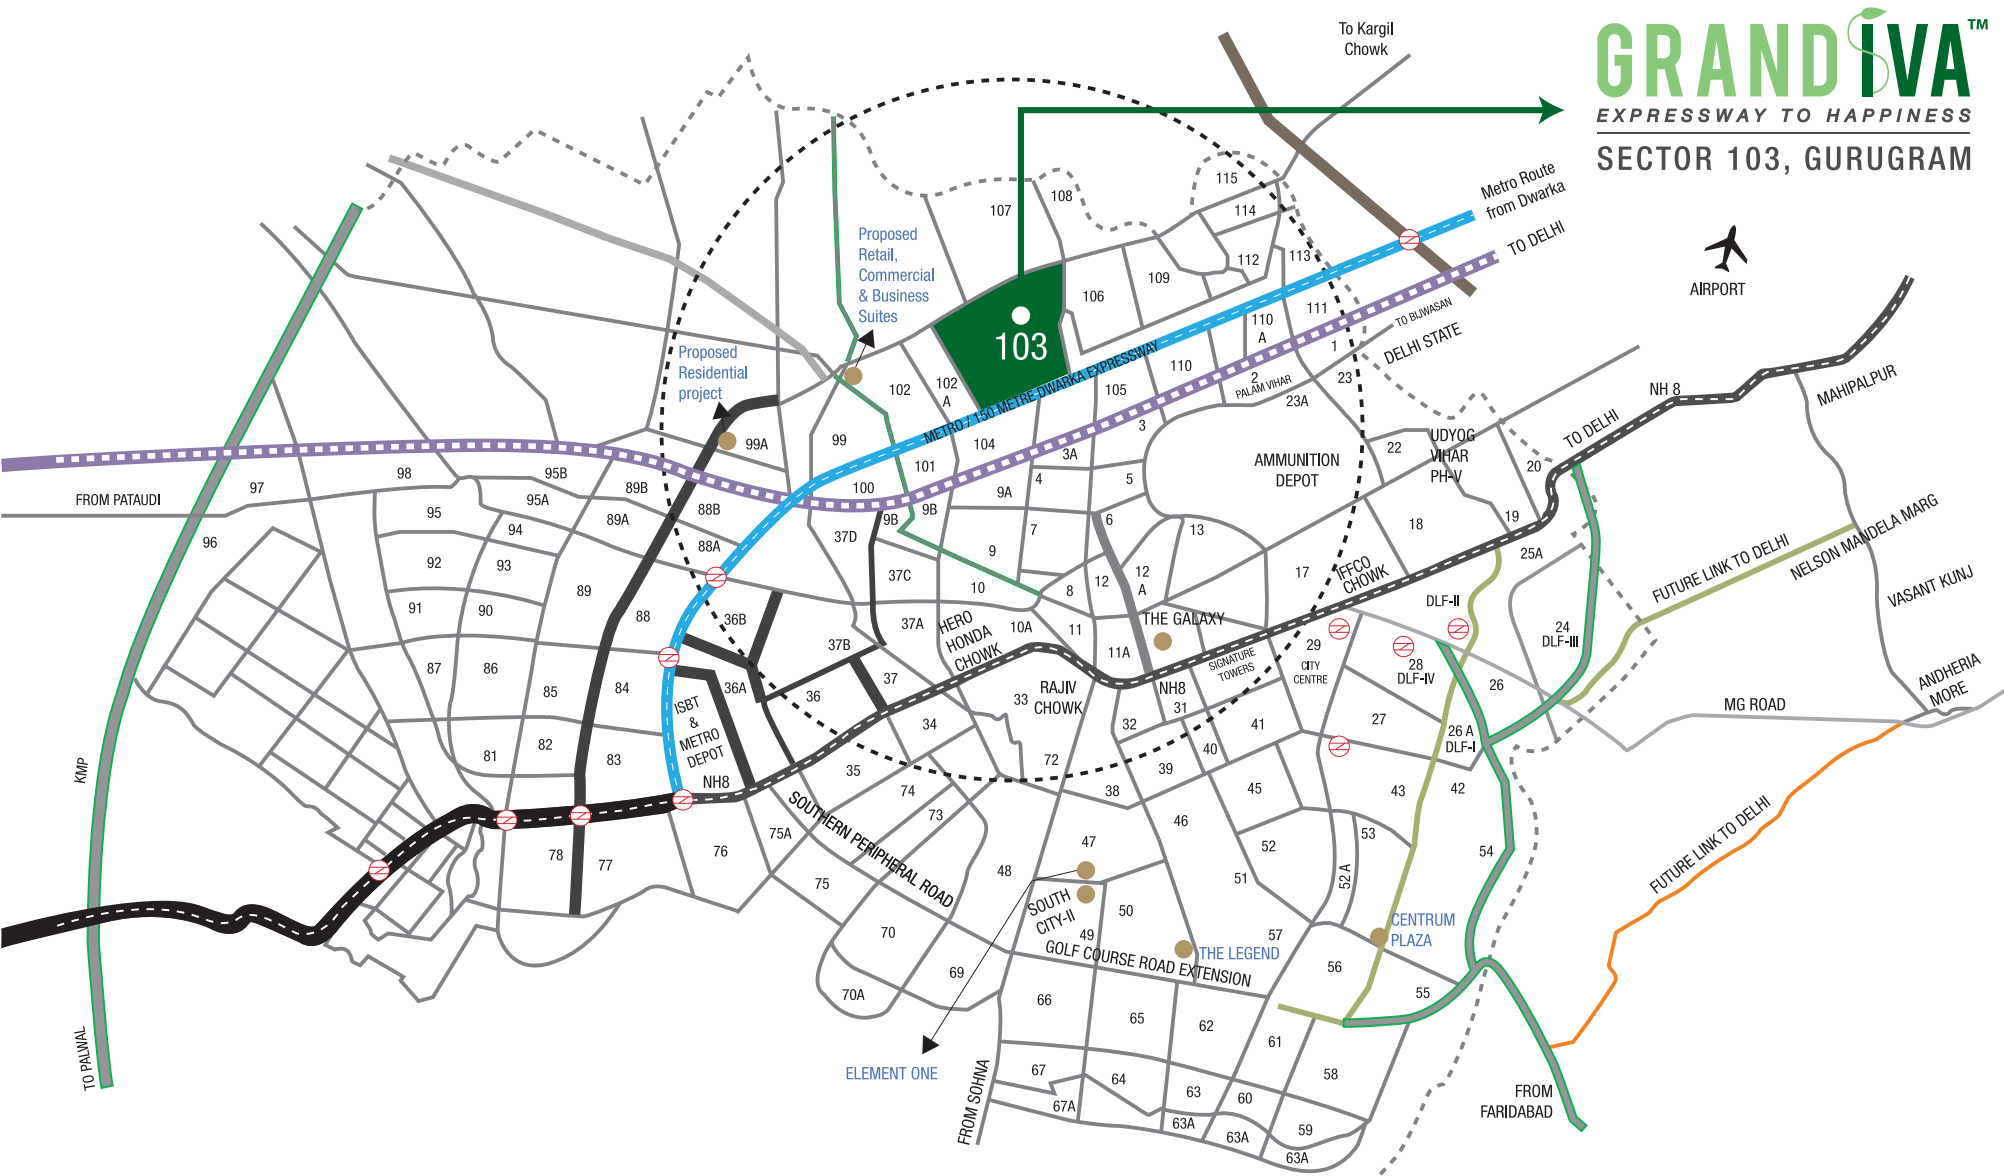 GRAND IVA™
EXPRESSWAY TO HAPPINESS
SECTOR 103, GURUGRAM
To Kargil
Chowk
Metro Route
from Dwarka
TO DELHI
AIRPORT
115
114
108
107
112
113
109
106
111
110
A
1
TO BIJWASAN
DELHI STATE
103
Proposed
Retail,
Commercial
& Business
Suites
Proposed
Residential
project
METRO / 150 METRE DWARKA EXPRESSWAY
102
102
A
110
105
2
PALAM VIHAR
23
23A
NH 8
MAHIPALPUR
TO DELHI
99A
99
104
3
3A
101
100
4
5
9A
AMMUNITION
DEPOT
22
UDYOG
VIHAR
PH-V
20
19
18
FROM PATAUDI
97
98
95B
95A
89B
88B
95
94
89A
88A
96
92
93
91
90
89
88
37D
9B
9B
9
7
6
13
37C
10
8
12
12
A
17
IFFCO
CHOWK
25A
FUTURE LINK TO DELHI
NELSON MANDELA MARG
VASANT KUNJ
DLF-II
24
DLF-III
36B
37B
37A
HERO
HONDA
CHOWK
10A
11
11A
THE GALAXY
SIGNATURE
TOWERS
29
CITY
CENTRE
28
DLF-IV
26
ANDHERIA
MORE
MG ROAD
87
86
85
84
36A
36
37
33
RAJIV
CHOWK
NH8
31
32
41
27
26 A
DLF-I
ISBT
&
METRO
DEPOT
NH8
34
35
72
40
39
38
45
43
42
81
82
83
KMP
SOUTHERN PERIPHERAL ROAD
74
73
75A
76
75
78
77
47
46
52
53
52 A
51
54
48
SOUTH
CITY-II
49
50
GOLF COURSE ROAD EXTENSION
THE LEGEND
57
CENTRUM
PLAZA
56
55
FUTURE LINK TO DELHI
70
70A
69
66
65
62
61
58
ELEMENT ONE
67
67A
64
63
63A
60
63A
59
63A
FROM SOHNA
FROM
FARIDABAD
TO PALWAL